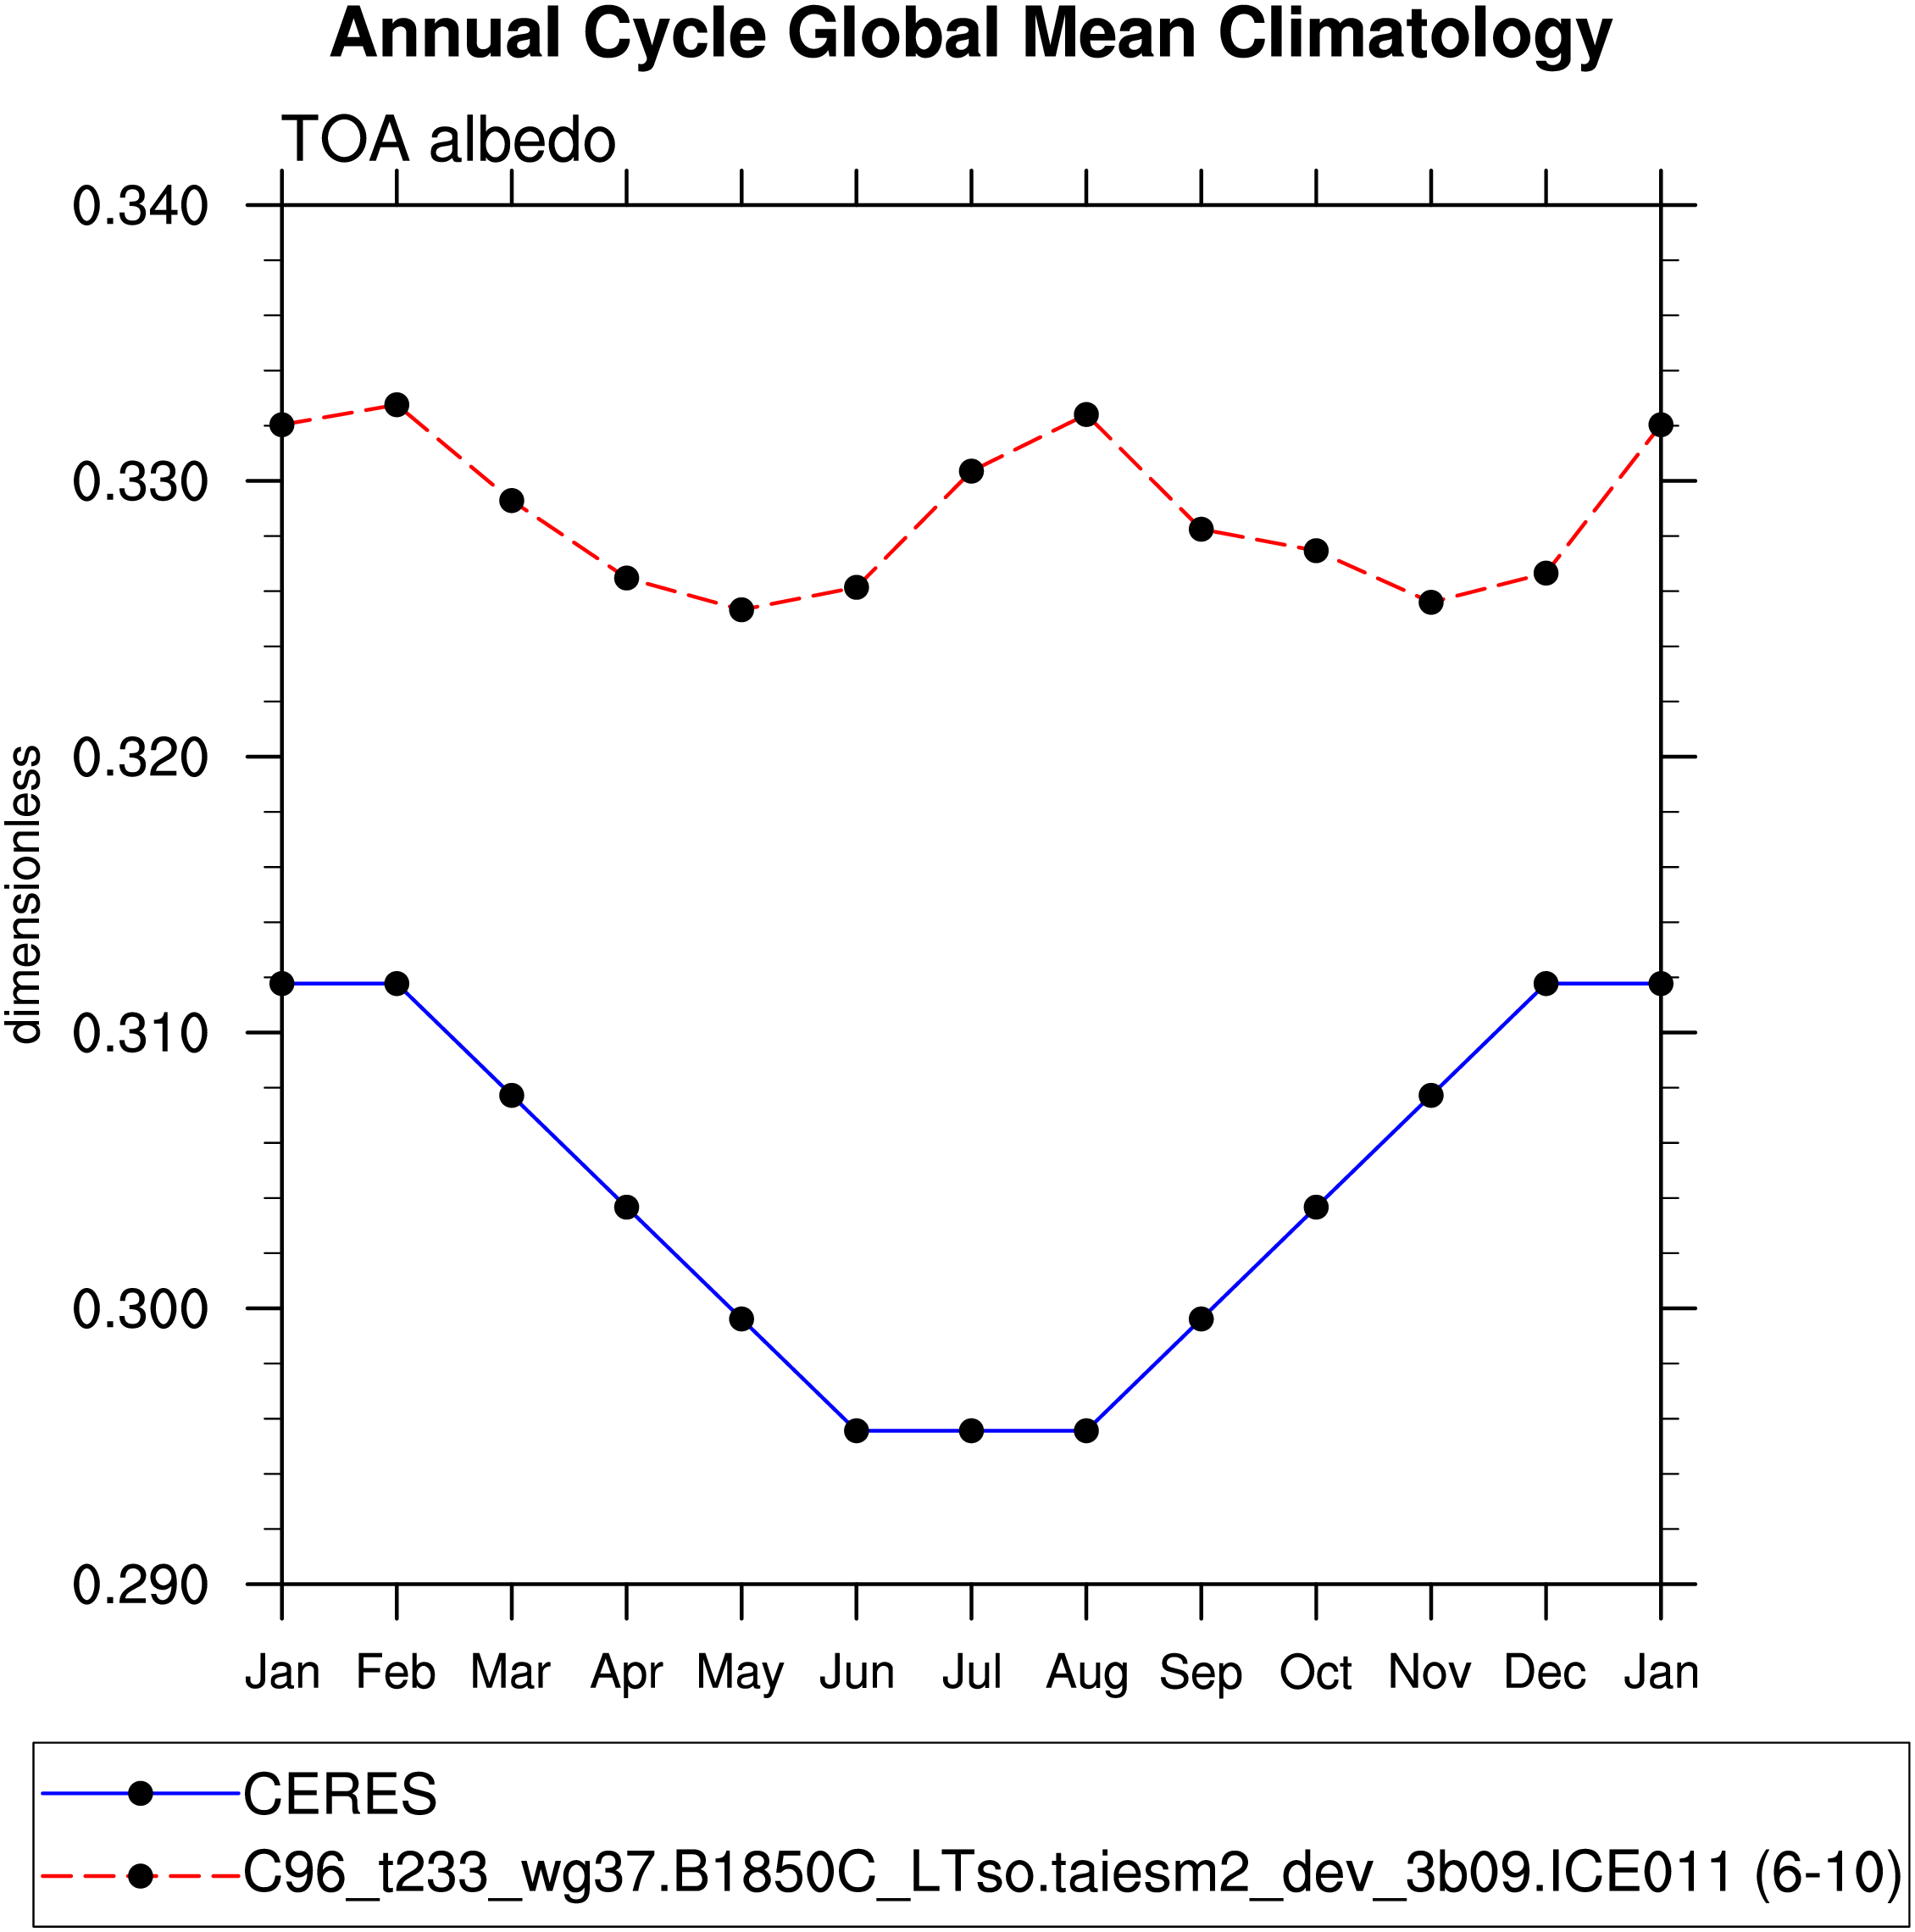 Annual Cycle Global Mean Climatology
TOA albedo
0.340
0.330
0.320
0.310
0.300
0.290
dimensionless
Jan Feb Mar Apr May Jun Jul Aug Sep Oct Nov Dec Jan
CERES
C96_t233_wg37.B1850C_LTso.taiesm2_dev_3b09.ICE011 (6-10)